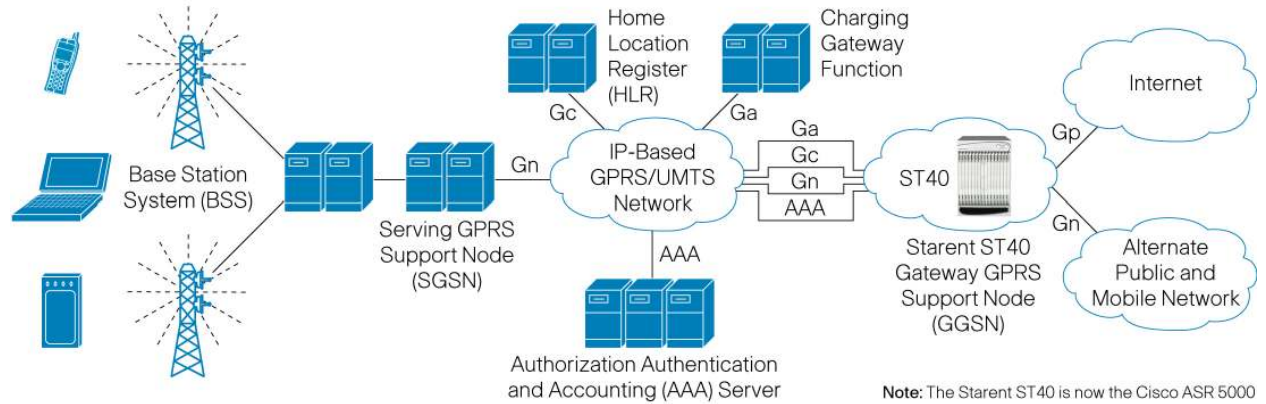 Home
Location
Register
(HLR)
Charging
Gateway
Function
Internet
Gc
Ga
Gp
Base Station
System (BSS)
Gn
IP-Based
GPRS/UMTS
Network
Ga
Gc
Gn
AAA
ST40
Serving GPRS
Support Node
(SGSN)
AAA
Starent ST40
Gateway GPRS
Support Node
(GGSN)
Gn
Alternate
Public and
Mobile Network
Authorization Authentication
and Accounting (AAA) Server
Note: The Starent ST40 is now the Cisco ASR 5000